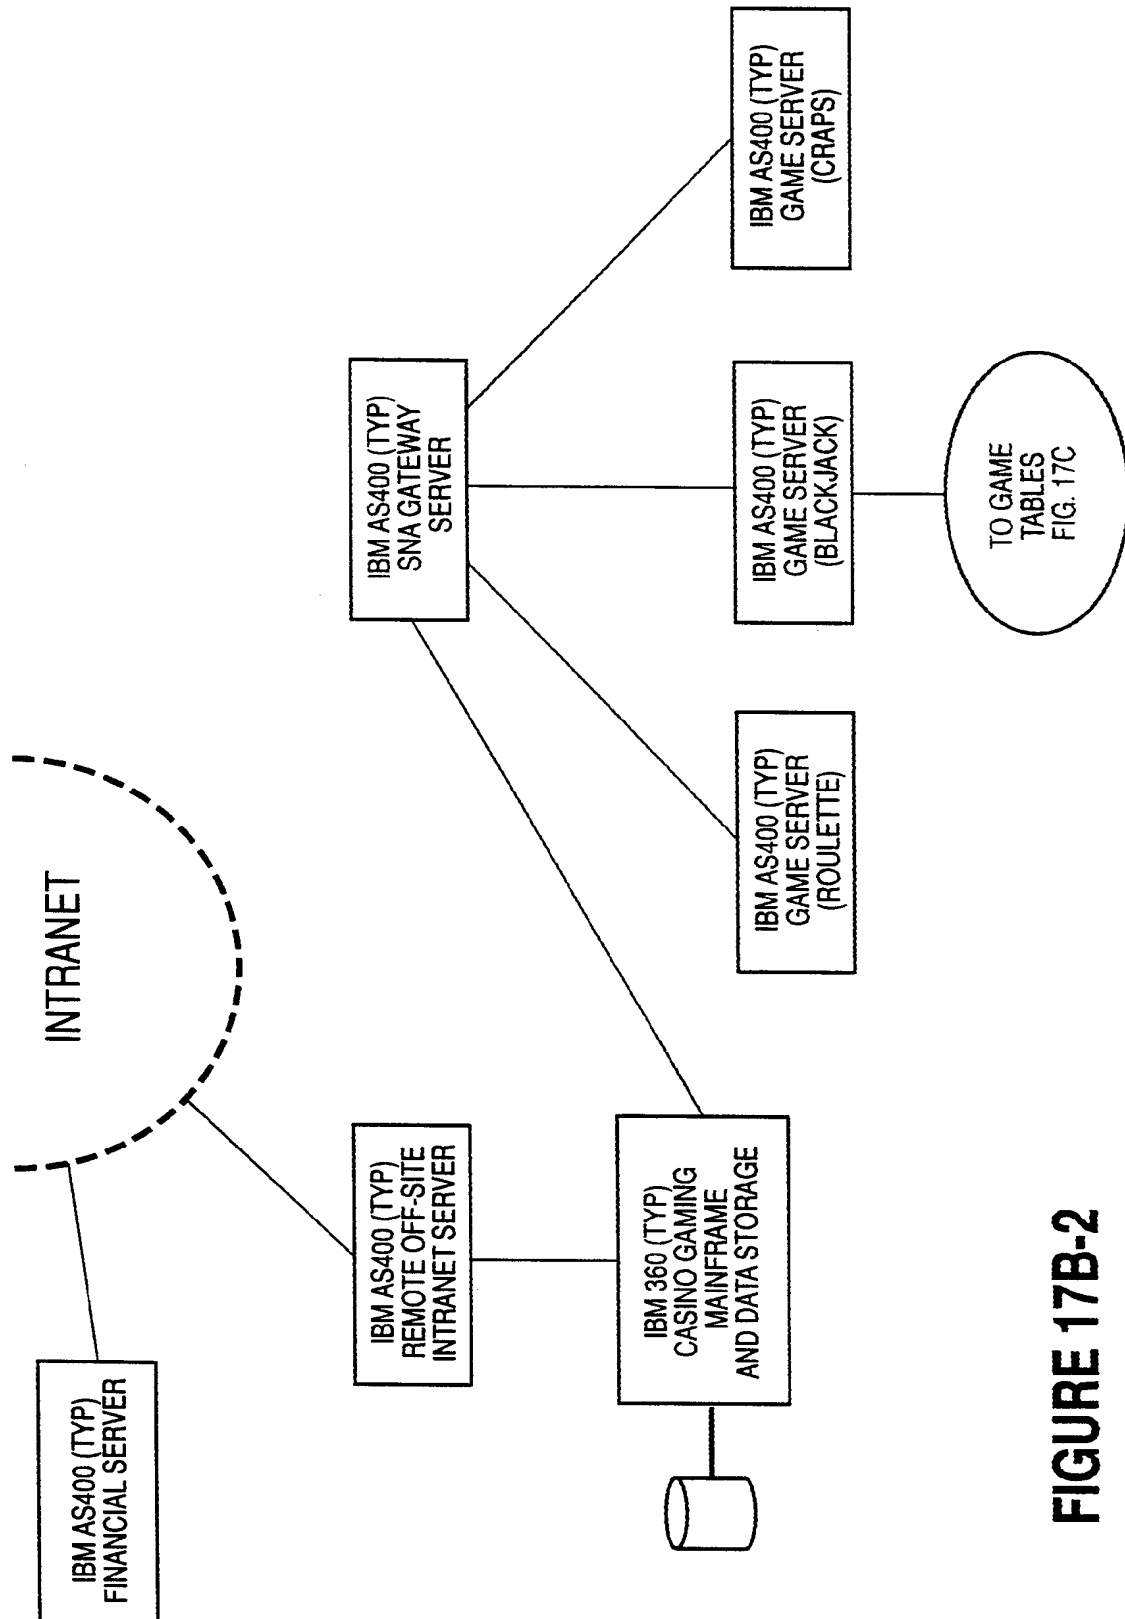 INTRANET
IBM AS400 (TYP)
FINANCIAL SERVER
IBM AS400 (TYP)
REMOTE OFF-SITE
INTRANET SERVER
IBM AS400 (TYP)
SNA GATEWAY
SERVER
IBM 360 (TYP)
CASINO GAMING
MAINFRAME
AND DATA STORAGE
IBM AS400 (TYP)
GAME SERVER
(ROULETTE)
IBM AS400 (TYP)
GAME SERVER
(BLACKJACK)
IBM AS400 (TYP)
GAME SERVER
(CRAPS)
TO GAME
TABLES
FIG. 17C
FIGURE 17B-2